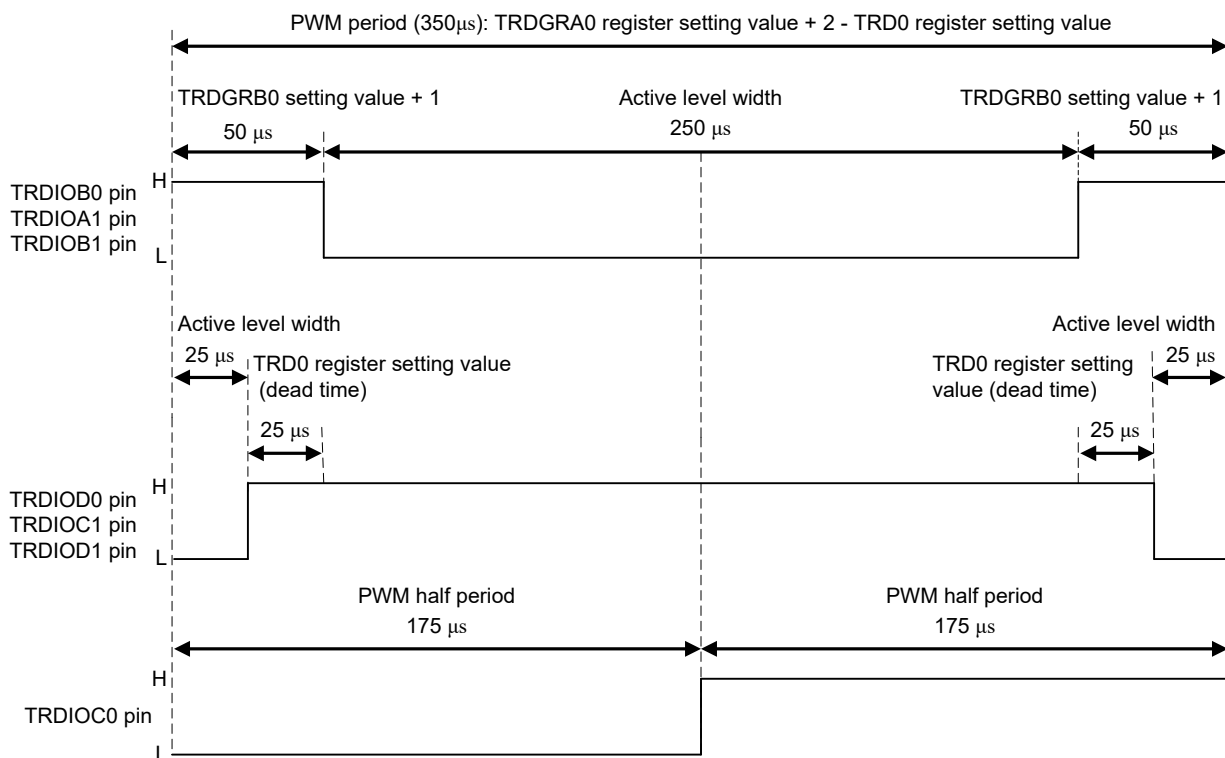 PWM period (350μs): TRDGRA0 register setting value + 2 - TRD0 register setting value
TRDGRB0 setting value + 1
Active level width
TRDGRB0 setting value + 1
50 μs
250 μs
50 μs
H
TRDIOB0 pin
TRDIOA1 pin
TRDIOB1 pin
L
Active level width
Active level width
25 μs
TRD0 register setting value
(dead time)
TRD0 register setting
value (dead time)
25 μs
25 μs
25 μs
H
TRDIOD0 pin
TRDIOC1 pin
TRDIOD1 pin
L
PWM half period
PWM half period
175 μs
175 μs
H
TRDIOC0 pin
L